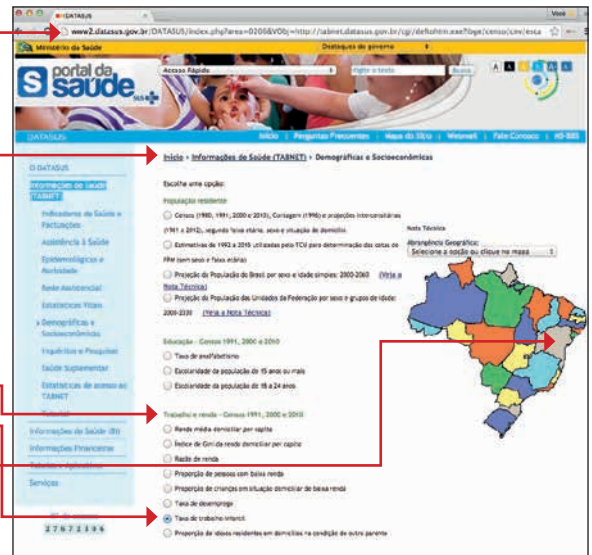 DATASUS
Você
www2.datasus.gov.br/DATASUS/index.php?area=0206&VObj=http://tabnet.datasus.gov.br/cgi/deftohtm.exe?ibge/censo/cnv/
Ministério da Saúde
Destaques do governo
portal da
saúde
SUS
Acesso Rápido
digite o texto
Busca
DATASUS
Início | Perguntas Frequentes | Mapa do Sítio | Webmail | Fale Conosco | MS-BBS
Início > Informações de Saúde (TABNET) > Demográficas e Socioeconômicas
O DATASUS
Informações de Saúde
(TABNET)
Indicadores de Saúde e
Pactuações
Assistência à Saúde
Epidemiológicas e
Morbidade
Rede Assistencial
Estatísticas Vitais
Demográficas e
Socioeconômicas
Inquéritos e Pesquisas
Saúde Suplementar
Estatísticas de acesso ao
TABNET
Tutorial
Informações de Saúde (BI)
Informações Financeiras
Serviços
27672396
Escolha uma opção:
População residente
Censos (1980, 1991, 2000 e 2010), Contagem (1996) e projeções intercensitárias
(1981 a 2012), segundo faixa etária, sexo e situação de domicílio
Estimativas de 1992 a 2015 utilizadas pelo TCU para determinação das cotas do
FPM (sem sexo e faixa etária)
Projeção da População do Brasil por sexo e idade simples: 2000-2060 (Veja a
Nota Técnica)
Projeção da População das Unidades da Federação por sexo e grupos de idade:
2000-2030 (Veja a Nota Técnica)
Educação - Censos 1991, 2000 e 2010
Taxa de analfabetismo
Escolaridade da população de 15 anos ou mais
Escolaridade da população de 18 a 24 anos
Trabalho e renda - Censos 1991, 2000 e 2010
Renda média domiciliar per capita
Índice de Gini da renda domiciliar per capita
Razão de renda
Proporção de pessoas com baixa renda
Proporção de crianças em situação domiciliar de baixa renda
Taxa de desemprego
Taxa de trabalho infantil
Proporção de idosos residentes em domicílios na condição de outro parente
Nota Técnica
Abrangência Geográfica:
Selecione a opção ou clique no mapa